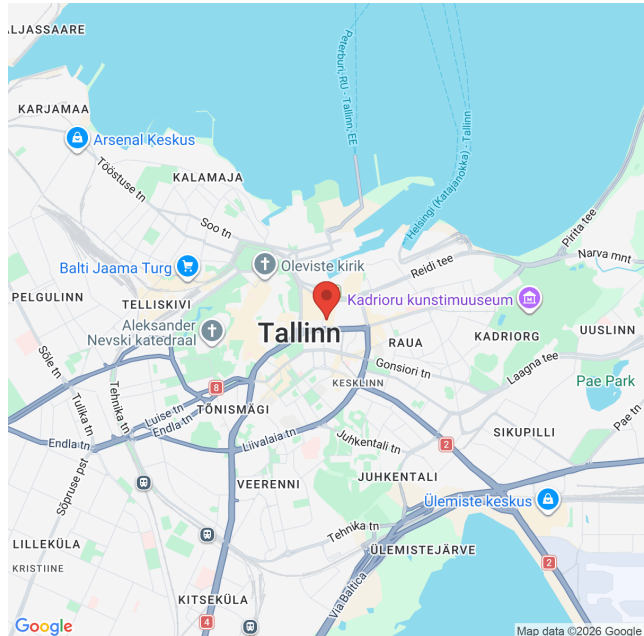 ALJASSAARE
KARJAMAA
Arsenal Keskus
Tööstuse tn
KALAMAJA
Peterburi, RU - Tallinn, EE
Helsingi (Katajanokka) - Tallinn
Soo tn
Pirita tee
Oleviste kirik
Balti Jaama Turg
Reidi tee
Narva mnt
PELGULINN
TELLISKIVI
Kadrioru kunstimuuseum
Aleksander
Nevski katedraal
Tallinn
RAUA
KADRIORG
UUSLINN
Sõle tn
Tulika tn
Tehnika tn
Gonsiori tn
Laagna tee
KESKLINN
Pae Park
8
Luise tn
TÕNISMÄGI
Endla tn
Endla tn
Liivalaia tn
Juhkentali tn
2
SIKUPILLI
Pae tn
Sõpruse pst
VEERENNI
JUHKENTALI
Ülemiste keskus
Tehnika tn
LILLEKÜLA
KRISTIINE
ÜLEMISTEJÄRVE
2
Via Baltica
KITSEKÜLA
4
Google
Map data ©2026 Google